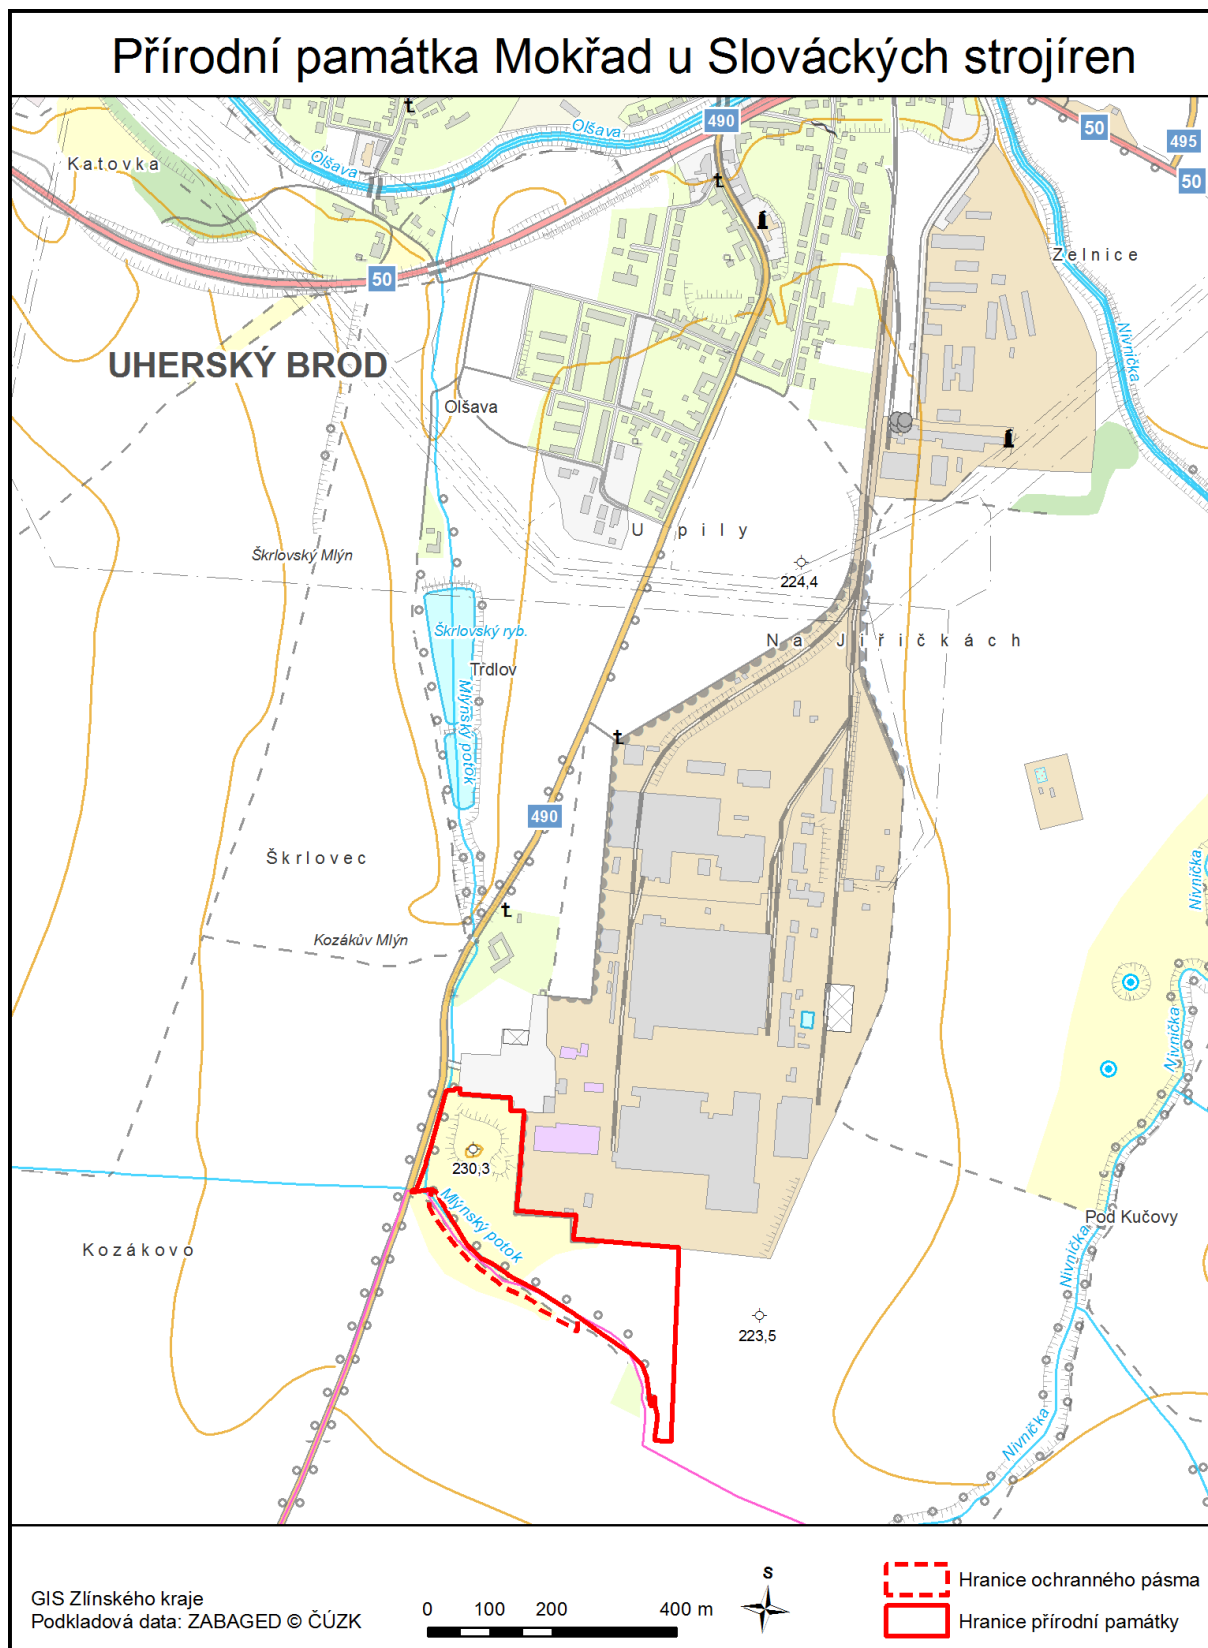 Přírodní památka Mokřad u Slováckých strojíren
490
Olšava
50
495
Katovka
Olšava
50
Zelnice
50
Nivnička
UHERSKÝ BROD
Olšava
U pily
Škrlovský Mlýn
224,4
Škrlovský ryb.
Na Jiřičkách
Trdlov
Mlýnský potok
490
Škrlovec
Nivnička
Kozákův Mlýn
Nivnička
230,3
Mlýnský potok
Pod Kučovy
Kozákovo
Nivnička
223,5
Nivnička
S
Hranice ochranného pásma
GIS Zlínského kraje
0 100 200 400 m
Podkladová data: ZABAGED © ČÚZK
Hranice přírodní památky